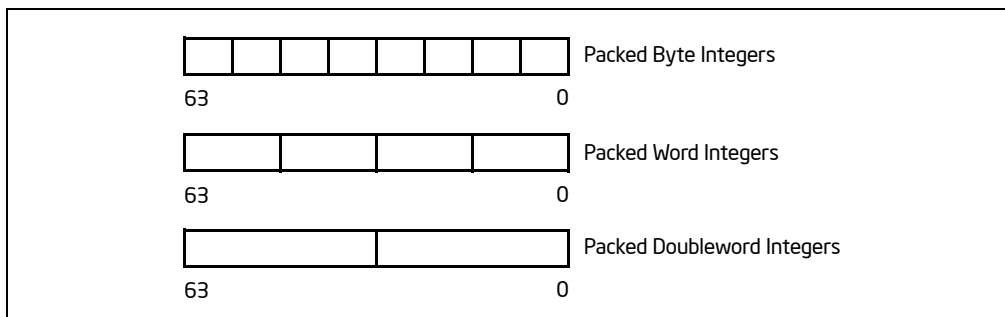 Packed Byte Integers
63 0
Packed Word Integers
63 0
Packed Doubleword Integers
63 0